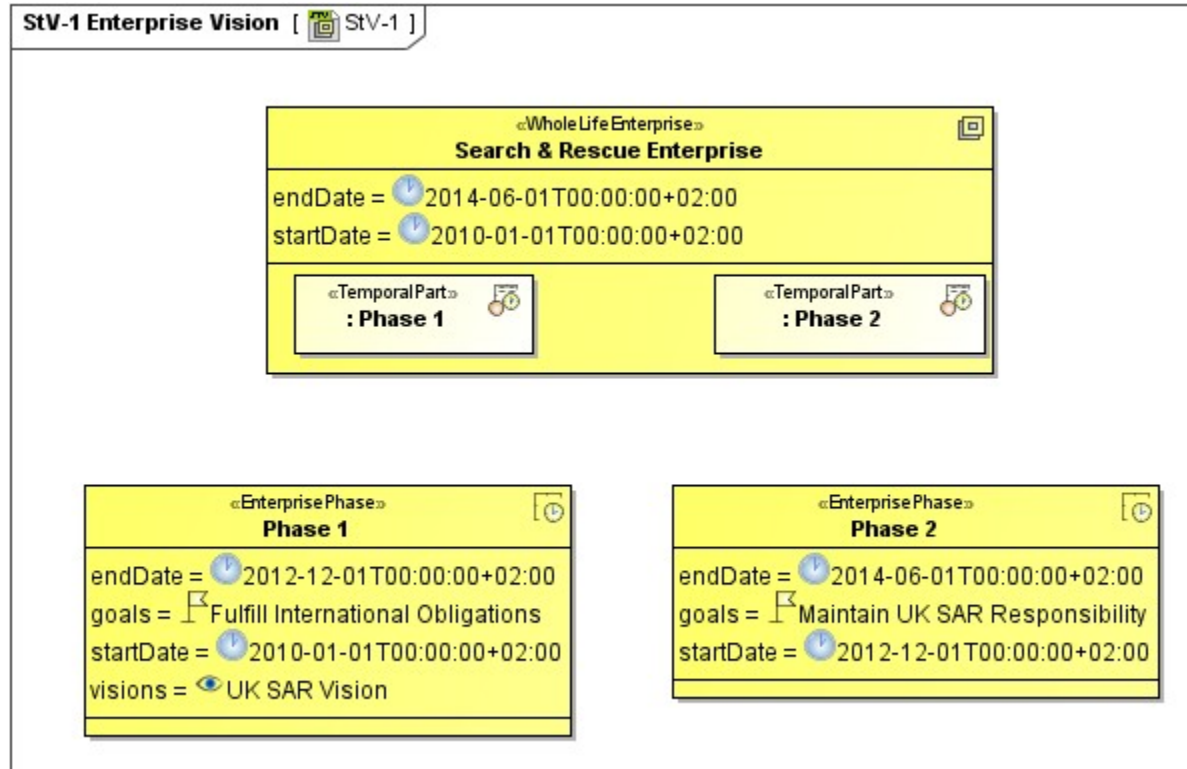 StV-1 Enterprise Vision [ StV-1 ]
«WholeLifeEnterprise»
Search & Rescue Enterprise
endDate = 2014-06-01T00:00:00+02:00
startDate = 2010-01-01T00:00:00+02:00
«TemporalPart»
: Phase 1
«TemporalPart»
: Phase 2
«EnterprisePhase»
Phase 1
endDate = 2012-12-01T00:00:00+02:00
goals = Fulfill International Obligations
startDate = 2010-01-01T00:00:00+02:00
visions = UK SAR Vision
«EnterprisePhase»
Phase 2
endDate = 2014-06-01T00:00:00+02:00
goals = Maintain UK SAR Responsibility
startDate = 2012-12-01T00:00:00+02:00